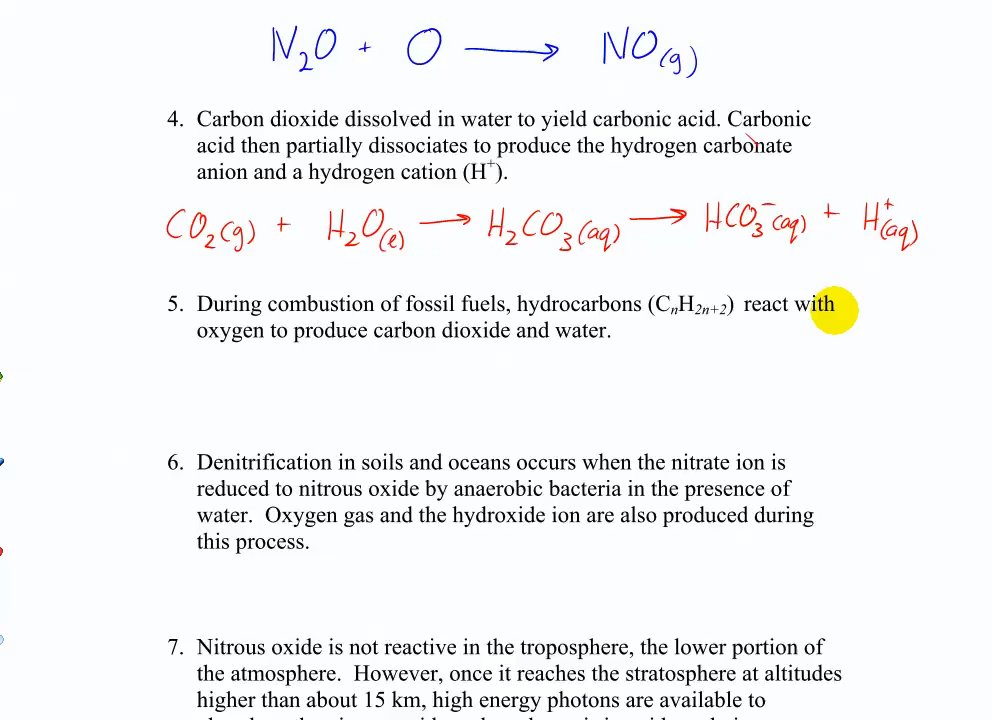 N₂O + O ⟶ NO(g)
4. Carbon dioxide dissolved in water to yield carbonic acid. Carbonic
acid then partially dissociates to produce the hydrogen carbonate
anion and a hydrogen cation (H⁺).
CO₂(g) + H₂O(l) ⟶ H₂CO₃(aq) ⟶ HCO₃⁻(aq) + H⁺(aq)
5. During combustion of fossil fuels, hydrocarbons (CₙH₂ₙ₊₂) react with
oxygen to produce carbon dioxide and water.
6. Denitrification in soils and oceans occurs when the nitrate ion is
reduced to nitrous oxide by anaerobic bacteria in the presence of
water. Oxygen gas and the hydroxide ion are also produced during
this process.
7. Nitrous oxide is not reactive in the troposphere, the lower portion of
the atmosphere. However, once it reaches the stratosphere at altitudes
higher than about 15 km, high energy photons are available to